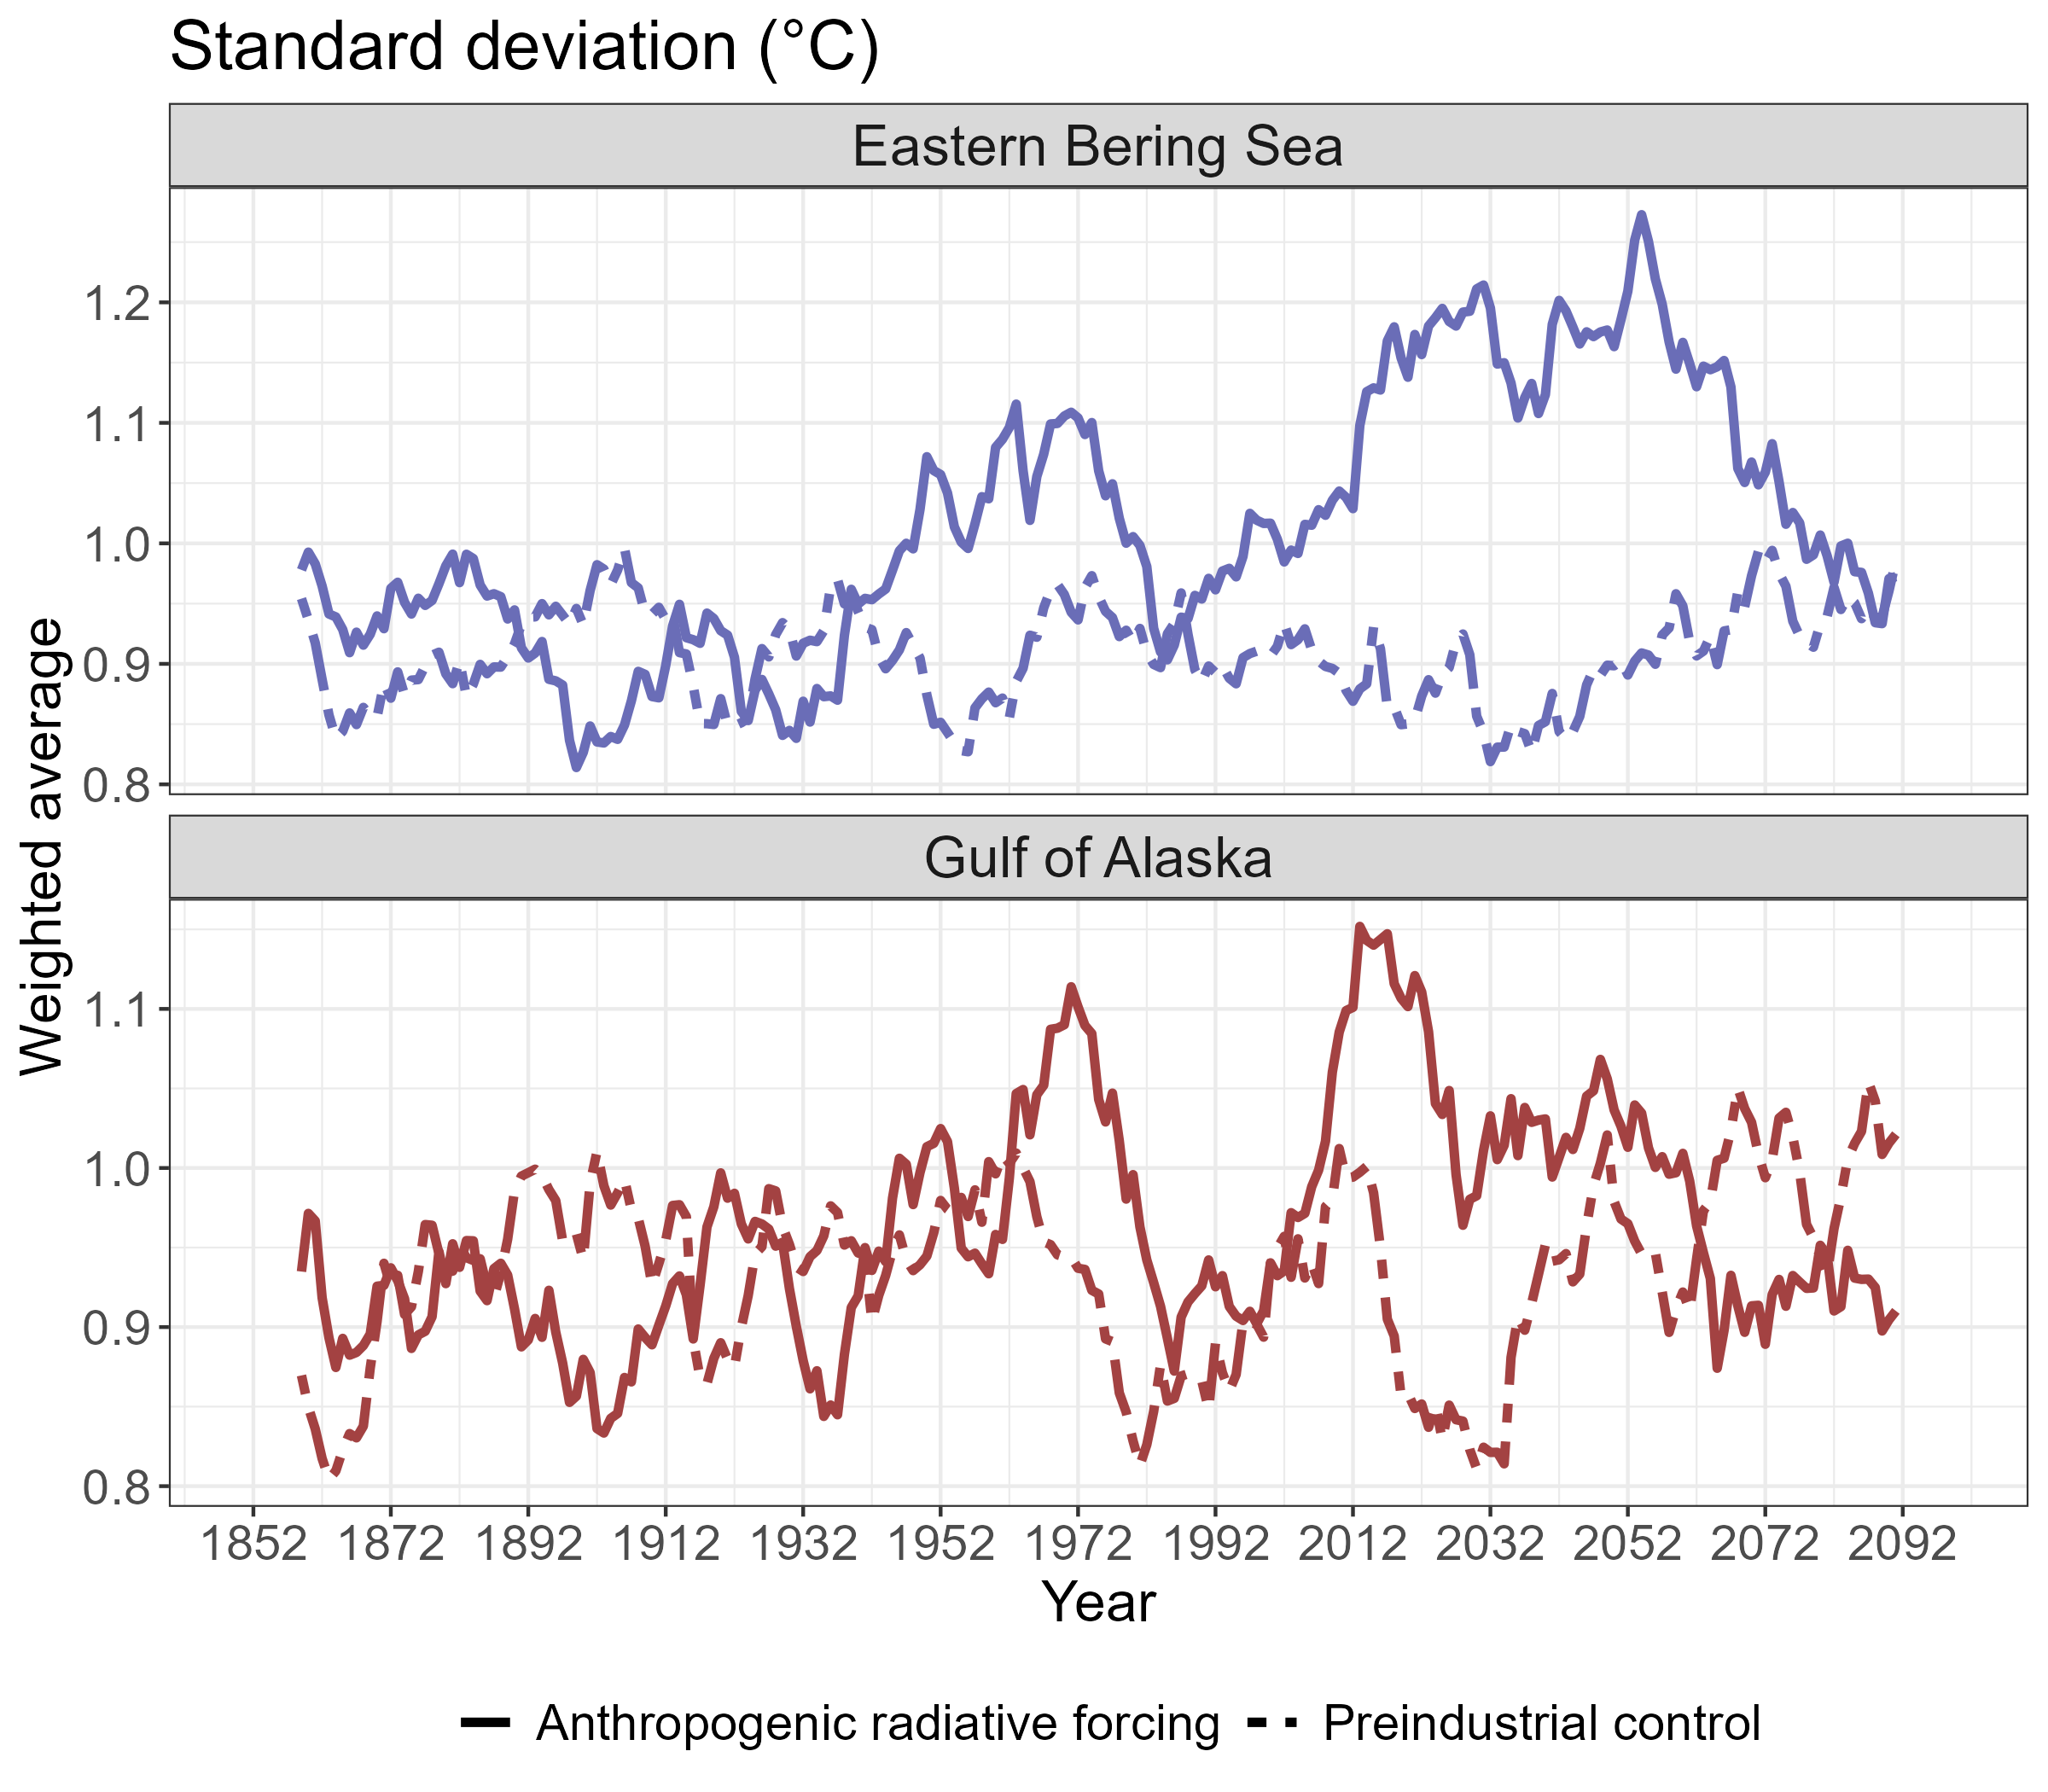 Standard deviation (°C)
Eastern Bering Sea
1.2
1.1
1.0
0.9
0.8
Weighted average
Gulf of Alaska
1.1
1.0
0.9
0.8
1852 1872 1892 1912 1932 1952 1972 1992 2012 2032 2052 2072 2092
Year
Anthropogenic radiative forcing Preindustrial control